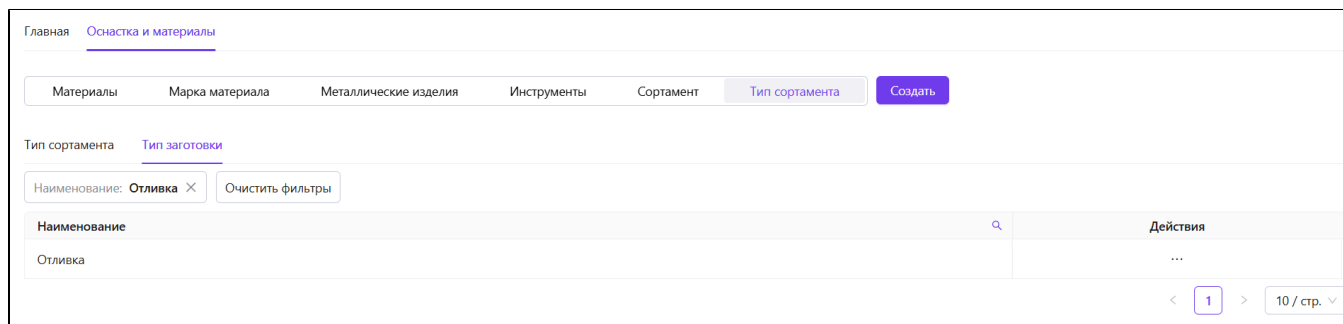 Главная Оснастка и материалы
Материалы Марка материала Металлические изделия Инструменты Сортамент Тип сортамента Создать
Тип сортамента Тип заготовки
Наименование: Отливка Очистить фильтры
Наименование Действия
Отливка ...
< 1 > 10 / стр.